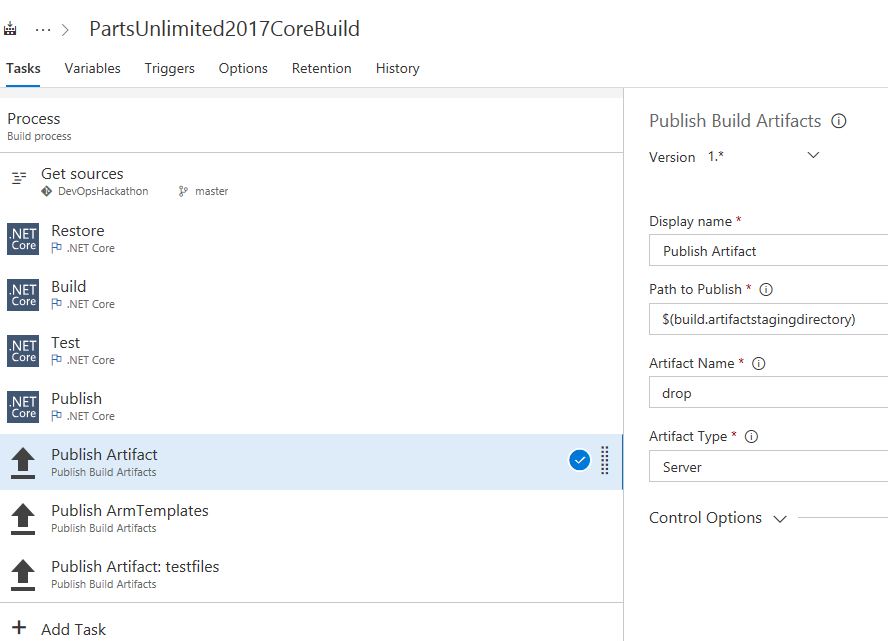 ... > PartsUnlimited2017CoreBuild
Tasks Variables Triggers Options Retention History
Process
Build process
Get sources
DevOpsHackathon master
.NET Core Restore
.NET Core
.NET Core Build
.NET Core
.NET Core Test
.NET Core
.NET Core Publish
.NET Core
Publish Artifact
Publish Build Artifacts
Publish ArmTemplates
Publish Build Artifacts
Publish Artifact: testfiles
Publish Build Artifacts
+ Add Task
Publish Build Artifacts
Version 1.*
Display name *
Publish Artifact
Path to Publish *
$(build.artifactstagingdirectory)
Artifact Name *
drop
Artifact Type *
Server
Control Options